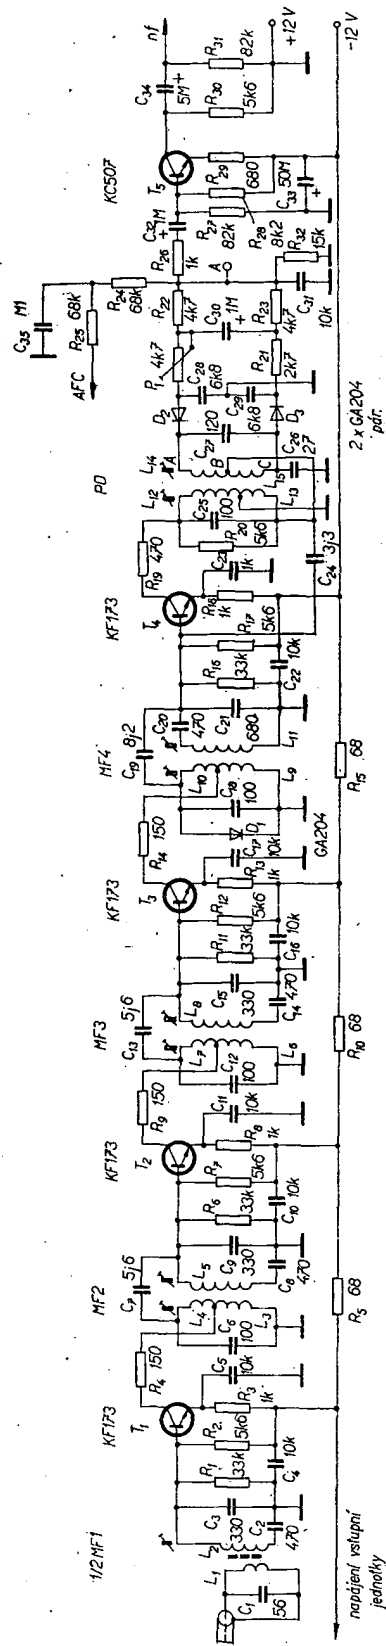 1/2 MF1
KF173
MF2
KF173
MF3
KF173
MF4
KF173
PD
KC507
nf
+12V
-12V
AFC
C35
M1
R25
68k
R24
68k
C34
5M+
R31
82k
R30
5k6
R29
680
R28
8k2
R27
82k
C33
50M
+
T5
C32
1M
+
R26
1k
A
R32
15k
C31
10k
R22
4k7
R23
4k7
C30
1M
+
P1
4k7
R21
2k7
C28
6k8
C29
6k8
D2
D3
C27
120
C26
27
L14
A
B
C
L15
L12
L13
C25
100
R20
5k6
C23
1k
C24
3j3
2 x GA204
pár.
R19
470
T4
R18
1k
R17
5k6
R16
33k
C22
10k
C20
470
C21
680
L11
C19
8j2
L10
L9
C18
100
D1
GA204
C17
10k
R14
150
T3
R13
1k
R12
5k6
R11
33k
C16
10k
C15
330
C14
470
L8
C13
5j6
L7
L6
C12
100
C11
10k
R9
150
T2
R8
1k
R7
5k6
R6
33k
C10
10k
C9
330
C8
470
L5
C7
5j6
L4
L3
C6
100
C5
10k
R4
150
T1
R3
1k
R2
5k6
R1
33k
C4
10k
C3
330
C2
470
L2
L1
C1
56
R5
68
R10
68
R15
68
napájení vstupní
jednotky